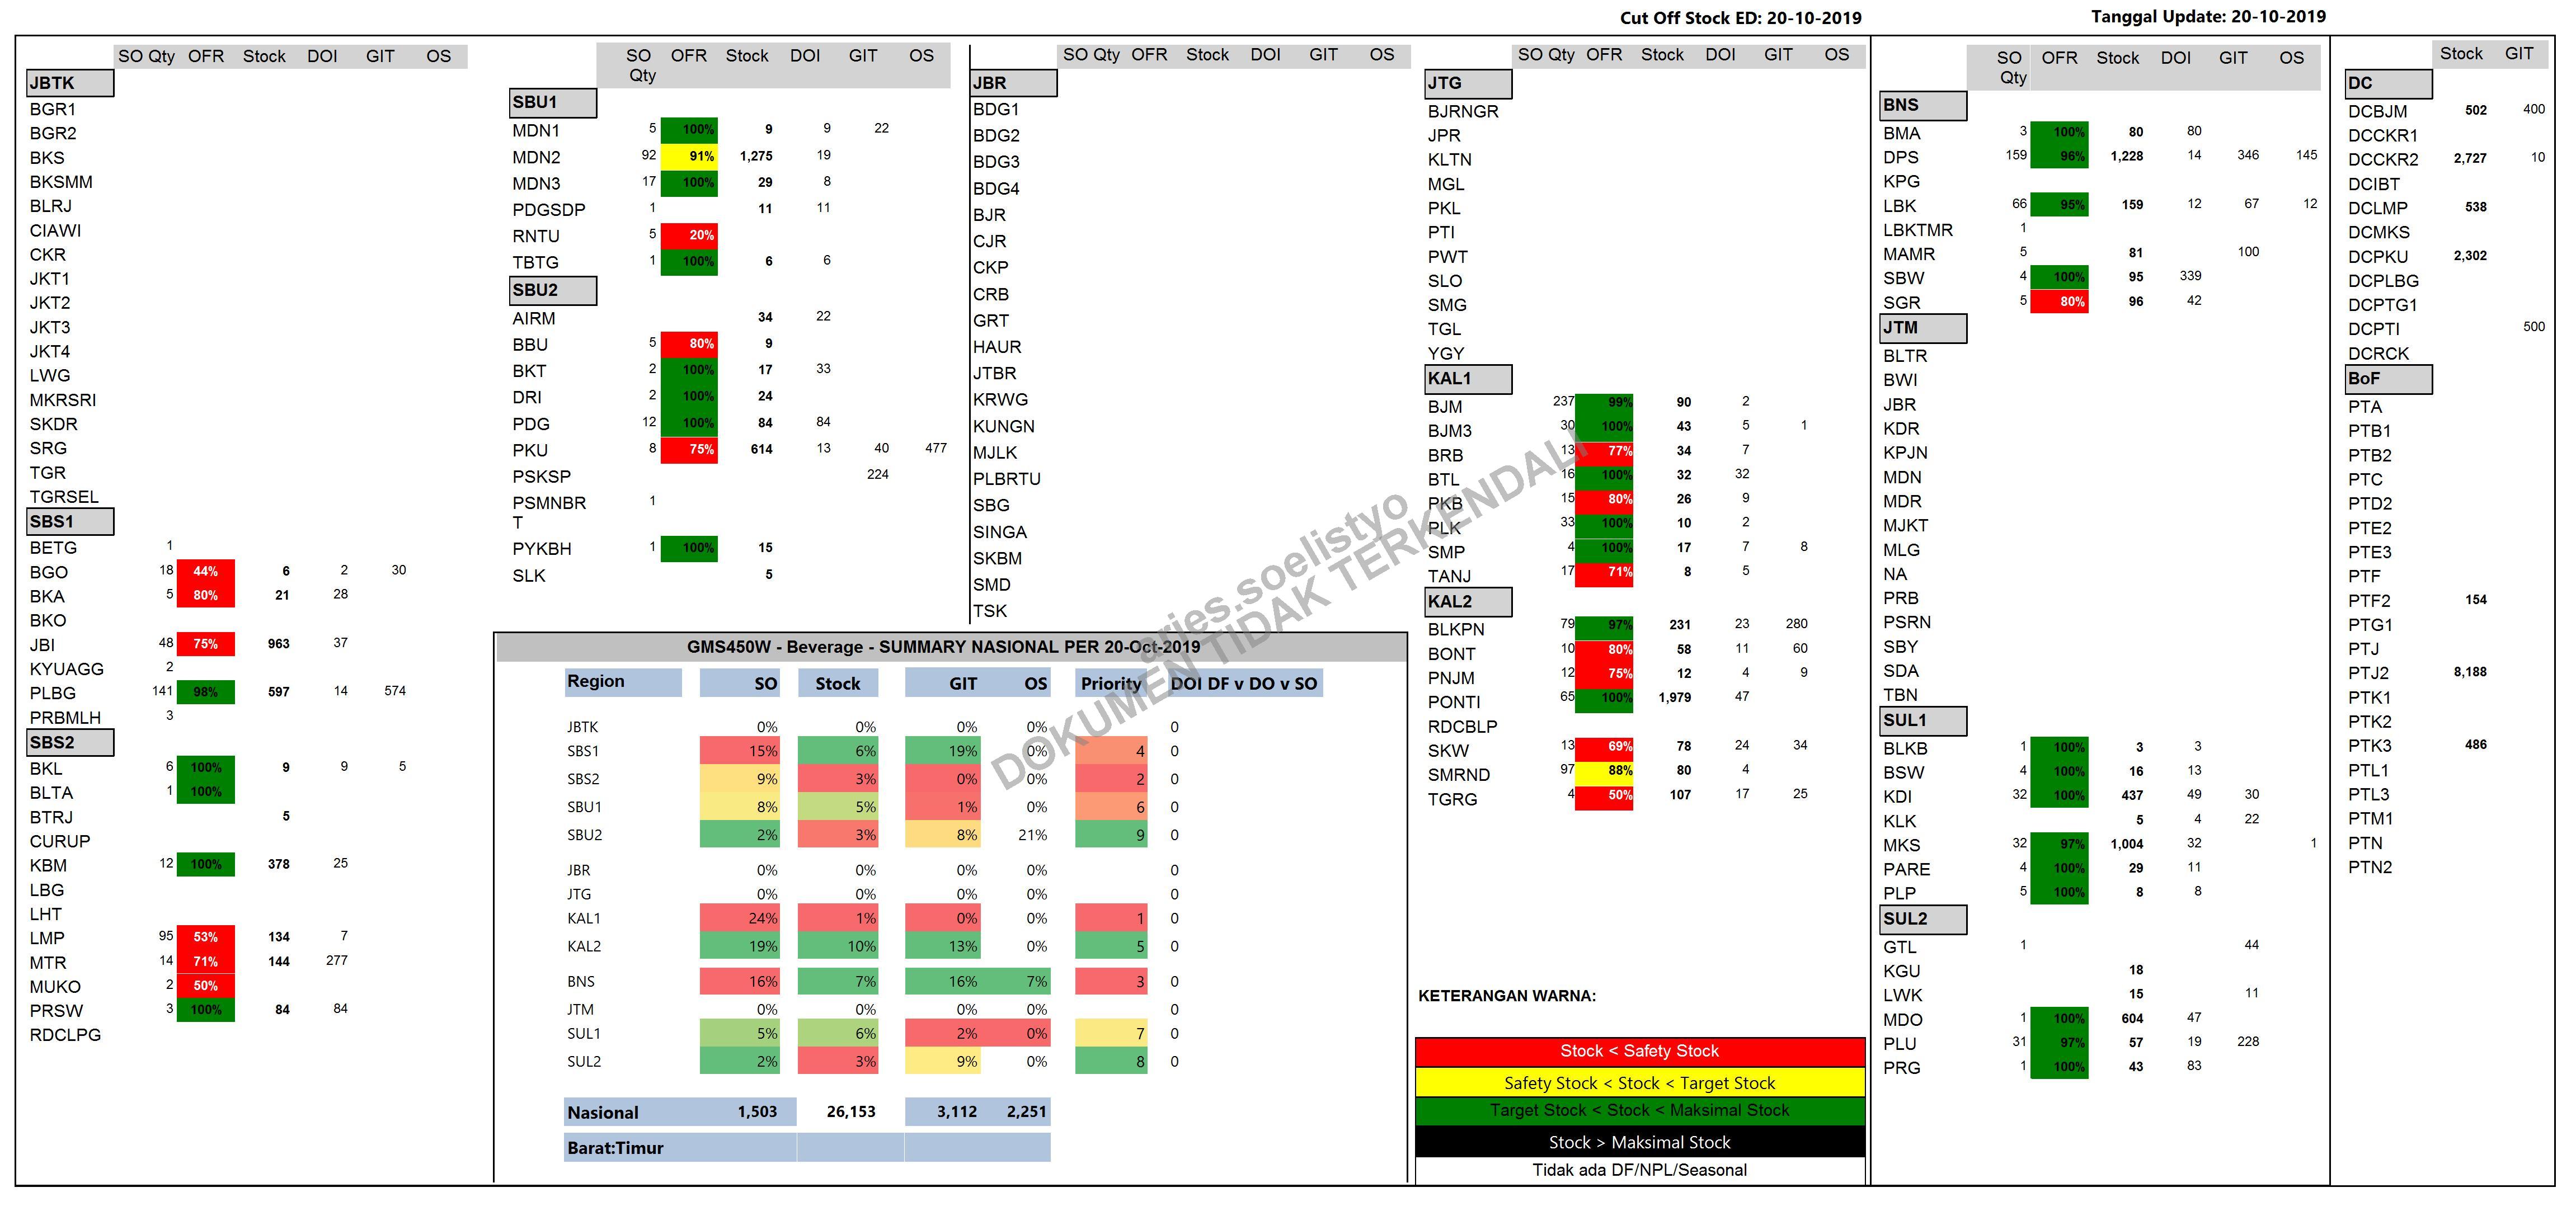 Cut Off Stock ED: 20-10-2019
Tanggal Update: 20-10-2019
SO Qty OFR Stock DOI GIT OS
JBTK
BGR1
BGR2
BKS
BKSMM
BLRJ
CIAWI
CKR
JKT1
JKT2
JKT3
JKT4
LWG
MKRSRI
SKDR
SRG
TGR
TGRSEL
SBS1
BETG 1
BGO 18 44% 6 2 30
BKA 5 80% 21 28
BKO
JBI 48 75% 963 37
KYUAGG 2
PLBG 141 98% 597 14 574
PRBMLH 3
SBS2
BKL 6 100% 9 9 5
BLTA 1 100%
BTRJ 5
CURUP
KBM 12 100% 378 25
LBG
LHT
LMP 95 53% 134 7
MTR 14 71% 144 277
MUKO 2 50%
PRSW 3 100% 84 84
RDCLPG
SO OFR Stock DOI GIT OS
Qty
SBU1
MDN1 5 100% 9 9 22
MDN2 92 91% 1,275 19
MDN3 17 100% 29 8
PDGSDP 1 11 11
RNTU 5 20%
TBTG 1 100% 6 6
SBU2
AIRM 34 22
BBU 5 80% 9
BKT 2 100% 17 33
DRI 2 100% 24
PDG 12 100% 84 84
PKU 8 75% 614 13 40 477
PSKSP 224
PSMNBR 1
T
PYKBH 1 100% 15
SLK 5
SO Qty OFR Stock DOI GIT OS
JBR
BDG1
BDG2
BDG3
BDG4
BJR
CJR
CKP
CRB
GRT
HAUR
JTBR
KRWG
KUNGN
MJLK
PLBRTU
SBG
SINGA
SKBM
SMD
TSK
GMS450W - Beverage - SUMMARY NASIONAL PER 20-Oct-2019
Region SO Stock GIT OS Priority DOI DF v DO v SO
JBTK 0% 0% 0% 0% 0
SBS1 15% 6% 19% 0% 4 0
SBS2 9% 3% 0% 0% 2 0
SBU1 8% 5% 1% 0% 6 0
SBU2 2% 3% 8% 21% 9 0
JBR 0% 0% 0% 0% 0
JTG 0% 0% 0% 0% 0
KAL1 24% 1% 0% 0% 1 0
KAL2 19% 10% 13% 0% 5 0
BNS 16% 7% 16% 7% 3 0
JTM 0% 0% 0% 0% 0
SUL1 5% 6% 2% 0% 7 0
SUL2 2% 3% 9% 0% 8 0
Nasional 1,503 26,153 3,112 2,251
Barat:Timur
SO Qty OFR Stock DOI GIT OS
JTG
BJRNGR
JPR
KLTN
MGL
PKL
PTI
PWT
SLO
SMG
TGL
YGY
KAL1
BJM 237 99% 90 2
BJM3 30 100% 43 5 1
BRB 13 77% 34 7
BTL 16 100% 32 32
PKB 15 80% 26 9
PLK 33 100% 10 2
SMP 4 100% 17 7 8
TANJ 17 71% 8 5
KAL2
BLKPN 79 97% 231 23 280
BONT 10 80% 58 11 60
PNJM 12 75% 12 4 9
PONTI 65 100% 1,979 47
RDCBLP
SKW 13 69% 78 24 34
SMRND 97 88% 80 4
TGRG 4 50% 107 17 25
KETERANGAN WARNA:
Stock < Safety Stock
Safety Stock < Stock < Target Stock
Target Stock < Stock < Maksimal Stock
Stock > Maksimal Stock
Tidak ada DF/NPL/Seasonal
SO OFR Stock DOI GIT OS
Qty
BNS
BMA 3 100% 80 80
DPS 159 96% 1,228 14 346 145
KPG
LBK 66 95% 159 12 67 12
LBKTMR 1
MAMR 5 81 100
SBW 4 100% 95 339
SGR 5 80% 96 42
JTM
BLTR
BWI
JBR
KDR
KPJN
MDN
MDR
MJKT
MLG
NA
PRB
PSRN
SBY
SDA
TBN
SUL1
BLKB 1 100% 3 3
BSW 4 100% 16 13
KDI 32 100% 437 49 30
KLK 5 4 22
MKS 32 97% 1,004 32 1
PARE 4 100% 29 11
PLP 5 100% 8 8
SUL2
GTL 1 44
KGU 18
LWK 15 11
MDO 1 100% 604 47
PLU 31 97% 57 19 228
PRG 1 100% 43 83
Stock GIT
DC
DCBJM 502 400
DCCKR1
DCCKR2 2,727 10
DCIBT
DCLMP 538
DCMKS
DCPKU 2,302
DCPLBG
DCPTG1
DCPTI 500
DCRCK
BoF
PTA
PTB1
PTB2
PTC
PTD2
PTE2
PTE3
PTF
PTF2 154
PTG1
PTJ
PTJ2 8,188
PTK1
PTK2
PTK3 486
PTL1
PTL3
PTM1
PTN
PTN2
aries.soelistyo
DOKUMEN TIDAK TERKENDALI